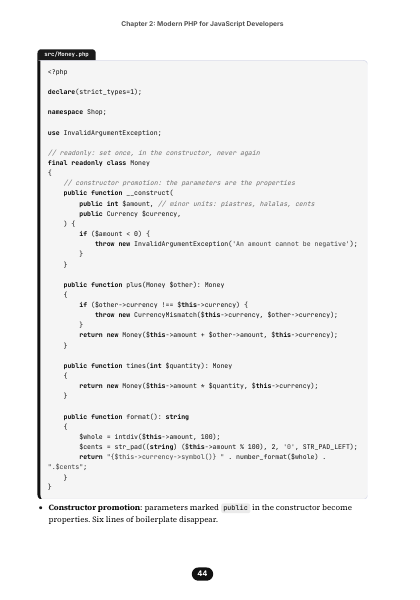 Chapter 2: Modern PHP for JavaScript Developers
src/Money.php
<?php
declare(strict_types=1);
namespace Shop;
use InvalidArgumentException;
// readonly: set once, in the constructor, never again
final readonly class Money
{
    // constructor promotion: the parameters are the properties
    public function __construct(
        public int $amount, // minor units: piastres, halalas, cents
        public Currency $currency,
    ) {
        if ($amount < 0) {
            throw new InvalidArgumentException('An amount cannot be negative');
        }
    }
    public function plus(Money $other): Money
    {
        if ($other->currency !== $this->currency) {
            throw new CurrencyMismatch($this->currency, $other->currency);
        }
        return new Money($this->amount + $other->amount, $this->currency);
    }
    public function times(int $quantity): Money
    {
        return new Money($this->amount * $quantity, $this->currency);
    }
    public function format(): string
    {
        $whole = intdiv($this->amount, 100);
        $cents = str_pad((string) ($this->amount % 100), 2, '0', STR_PAD_LEFT);
        return "{$this->currency->symbol()} " . number_format($whole) .
".$cents";
    }
}
• Constructor promotion: parameters marked public in the constructor become
properties. Six lines of boilerplate disappear.
44